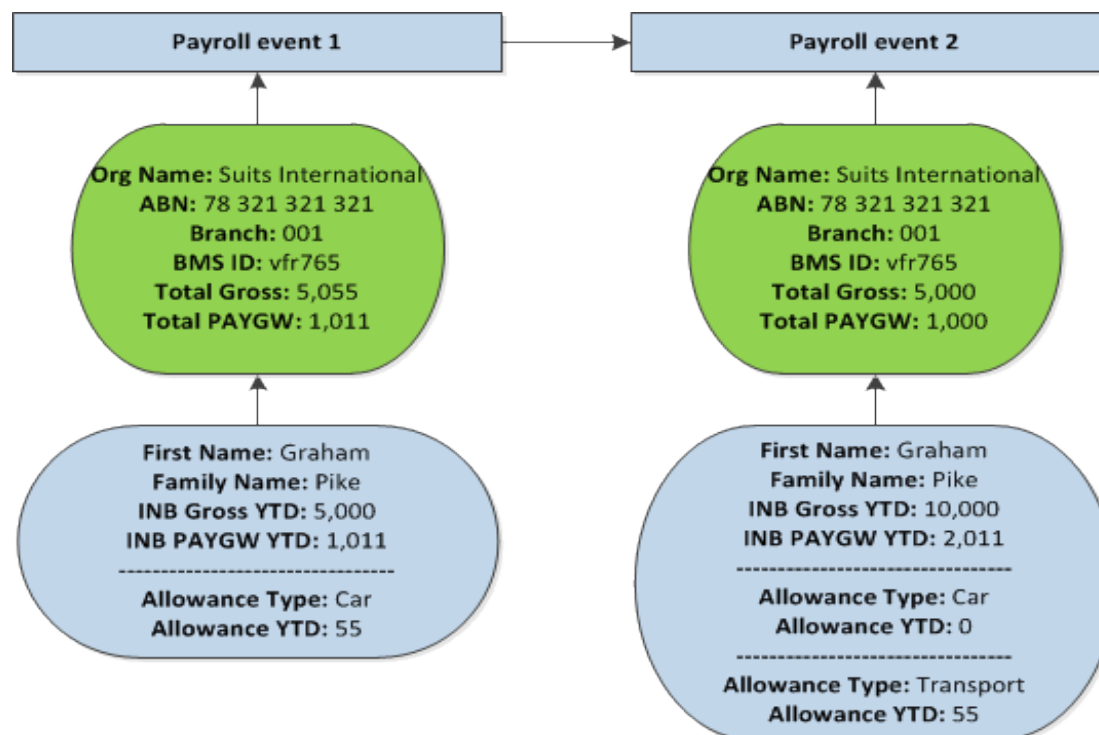 Payroll event 1
Org Name: Suits International
ABN: 78 321 321 321
Branch: 001
BMS ID: vfr765
Total Gross: 5,055
Total PAYGW: 1,011
First Name: Graham
Family Name: Pike
INB Gross YTD: 5,000
INB PAYGW YTD: 1,011
----------------------------------
Allowance Type: Car
Allowance YTD: 55
Payroll event 2
Org Name: Suits International
ABN: 78 321 321 321
Branch: 001
BMS ID: vfr765
Total Gross: 5,000
Total PAYGW: 1,000
First Name: Graham
Family Name: Pike
INB Gross YTD: 10,000
INB PAYGW YTD: 2,011
----------------------------------
Allowance Type: Car
Allowance YTD: 0
----------------------------------
Allowance Type: Transport
Allowance YTD: 55